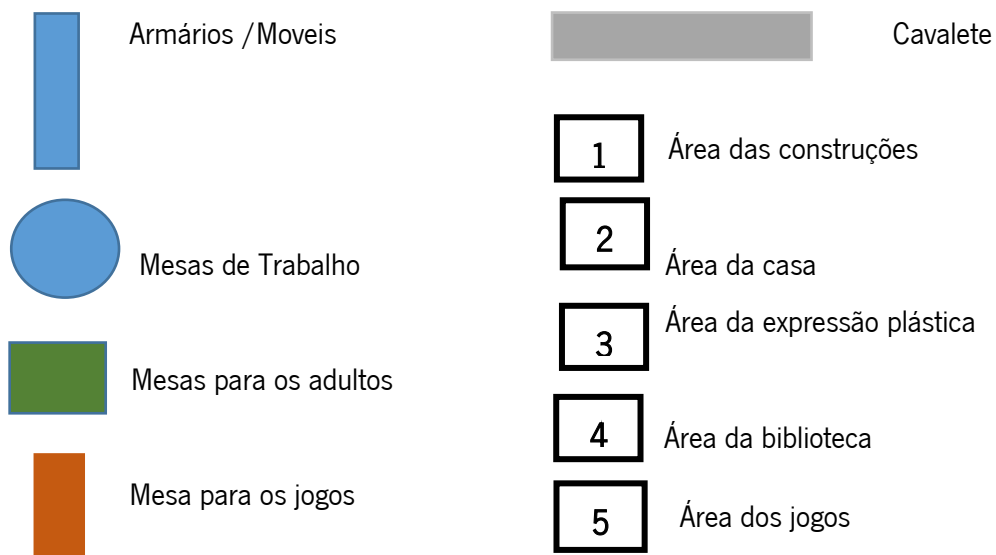 Armários /Moveis
Mesas de Trabalho
Mesas para os adultos
Mesa para os jogos
Cavalete
1 Área das construções
2 Área da casa
3 Área da expressão plástica
4 Área da biblioteca
5 Área dos jogos